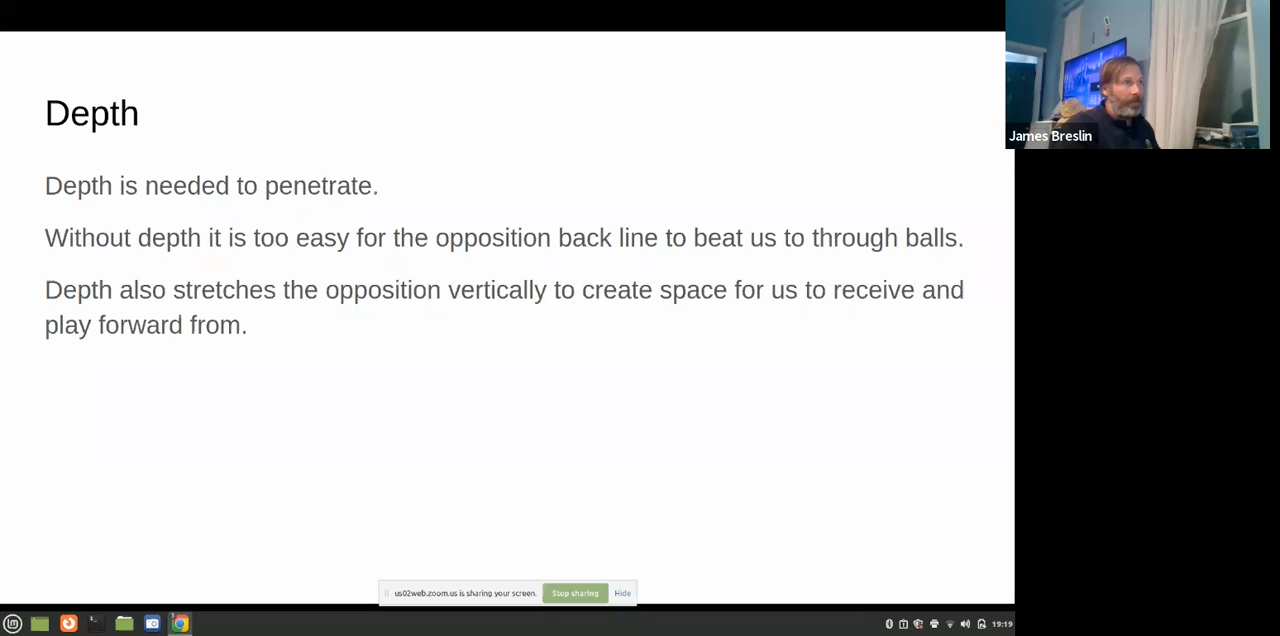 Depth
James Breslin
Depth is needed to penetrate.
Without depth it is too easy for the opposition back line to beat us to through balls.
Depth also stretches the opposition vertically to create space for us to receive and
play forward from.
us02web.zoom.us is sharing your screen.
Stop sharing
Hide
19:19